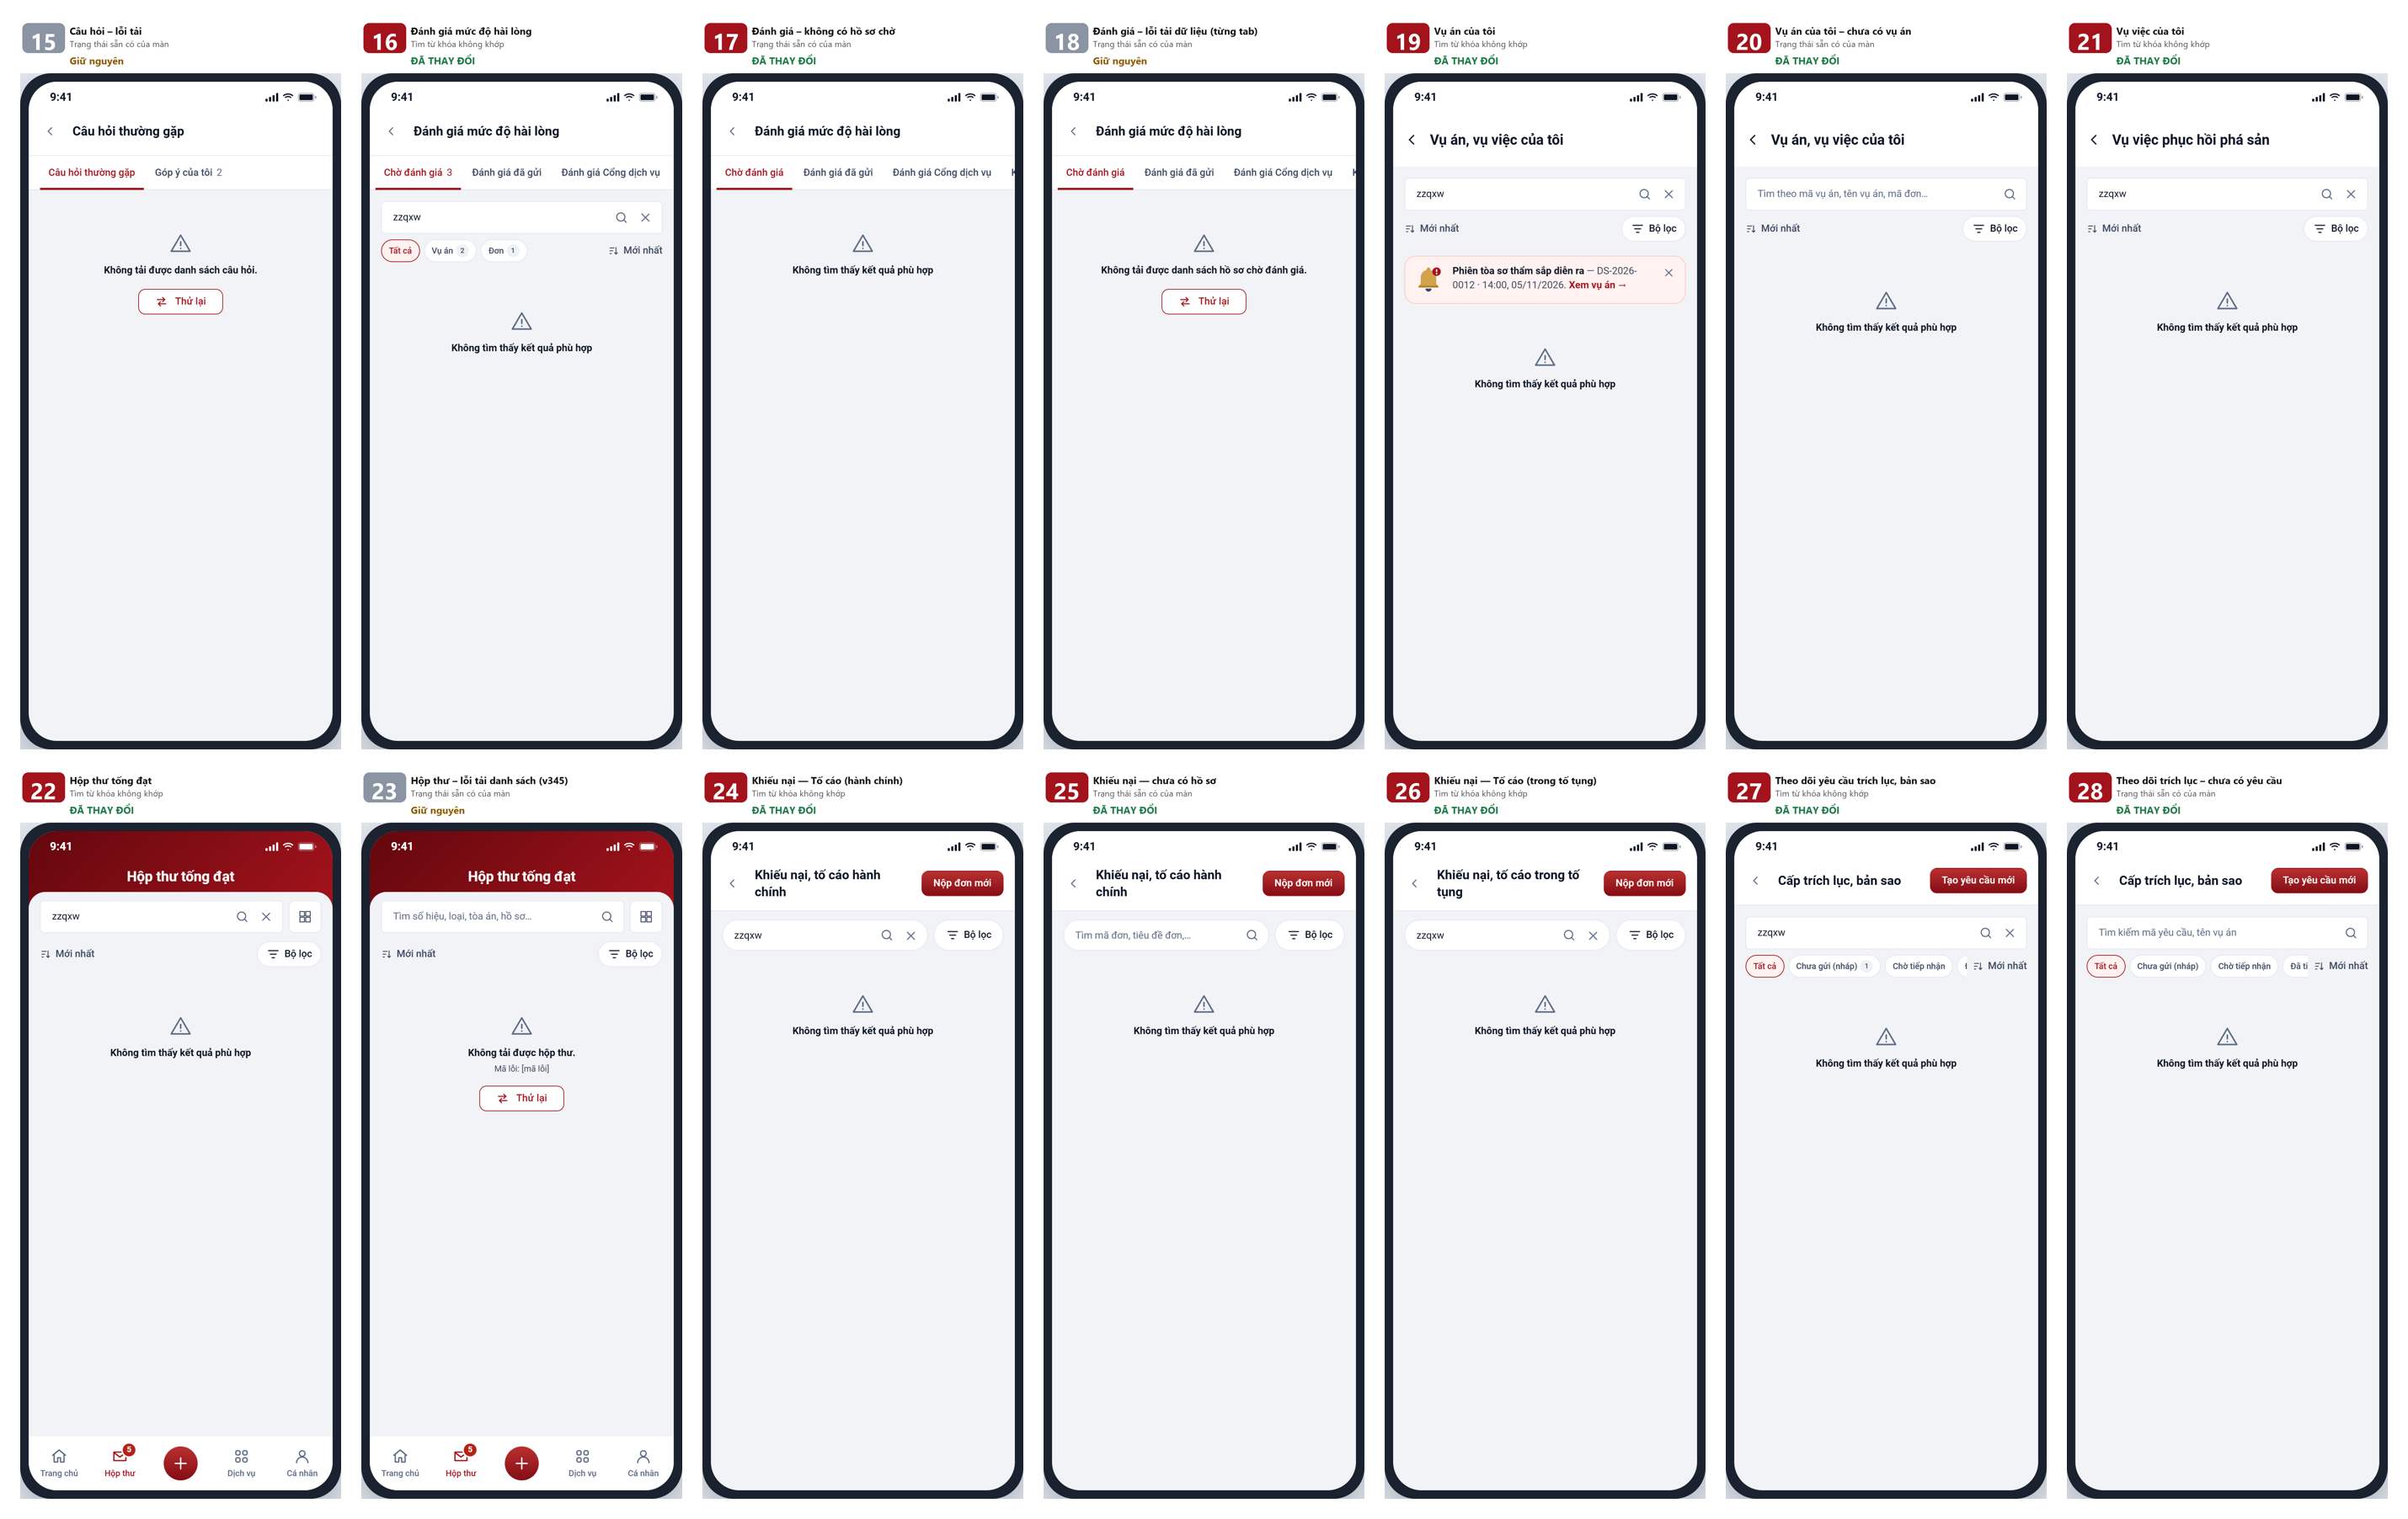 15
Câu hỏi – lỗi tải
Trạng thái sẵn có của màn
Giữ nguyên
9:41
Câu hỏi thường gặp
Câu hỏi thường gặp
Góp ý của tôi 2
Không tải được danh sách câu hỏi.
Thử lại
16
Đánh giá mức độ hài lòng
Tìm từ khóa không khớp
ĐÃ THAY ĐỔI
9:41
Đánh giá mức độ hài lòng
Chờ đánh giá 3
Đánh giá đã gửi
Đánh giá Cổng dịch vụ
zzqxw
Tất cả
Vụ án 2
Đơn 1
Mới nhất
Không tìm thấy kết quả phù hợp
17
Đánh giá – không có hồ sơ chờ
Trạng thái sẵn có của màn
ĐÃ THAY ĐỔI
9:41
Đánh giá mức độ hài lòng
Chờ đánh giá
Đánh giá đã gửi
Đánh giá Cổng dịch vụ
Không tìm thấy kết quả phù hợp
18
Đánh giá – lỗi tải dữ liệu (từng tab)
Trạng thái sẵn có của màn
Giữ nguyên
9:41
Đánh giá mức độ hài lòng
Chờ đánh giá
Đánh giá đã gửi
Đánh giá Cổng dịch vụ
Không tải được danh sách hồ sơ chờ đánh giá.
Thử lại
19
Vụ án của tôi
Tìm từ khóa không khớp
ĐÃ THAY ĐỔI
9:41
Vụ án, vụ việc của tôi
zzqxw
Mới nhất
Bộ lọc
Phiên tòa sơ thẩm sắp diễn ra — DS-2026-
0012 · 14:00, 05/11/2026. Xem vụ án →
Không tìm thấy kết quả phù hợp
20
Vụ án của tôi – chưa có vụ án
Trạng thái sẵn có của màn
ĐÃ THAY ĐỔI
9:41
Vụ án, vụ việc của tôi
Tìm theo mã vụ án, tên vụ án, mã đơn...
Mới nhất
Bộ lọc
Không tìm thấy kết quả phù hợp
21
Vụ việc của tôi
Tìm từ khóa không khớp
ĐÃ THAY ĐỔI
9:41
Vụ việc phục hồi phá sản
zzqxw
Mới nhất
Bộ lọc
Không tìm thấy kết quả phù hợp
22
Hộp thư tống đạt
Tìm từ khóa không khớp
ĐÃ THAY ĐỔI
9:41
Hộp thư tống đạt
zzqxw
Mới nhất
Bộ lọc
Không tìm thấy kết quả phù hợp
5
Trang chủ
Hộp thư
Dịch vụ
Cá nhân
23
Hộp thư – lỗi tải danh sách (v345)
Trạng thái sẵn có của màn
Giữ nguyên
9:41
Hộp thư tống đạt
Tìm số hiệu, loại, tòa án, hồ sơ...
Mới nhất
Bộ lọc
Không tải được hộp thư.
Mã lỗi: [mã lỗi]
Thử lại
5
Trang chủ
Hộp thư
Dịch vụ
Cá nhân
24
Khiếu nại — Tố cáo (hành chính)
Tìm từ khóa không khớp
ĐÃ THAY ĐỔI
9:41
Khiếu nại, tố cáo hành
chính
Nộp đơn mới
zzqxw
Bộ lọc
Không tìm thấy kết quả phù hợp
25
Khiếu nại — chưa có hồ sơ
Trạng thái sẵn có của màn
ĐÃ THAY ĐỔI
9:41
Khiếu nại, tố cáo hành
chính
Nộp đơn mới
Tìm mã đơn, tiêu đề đơn,...
Bộ lọc
Không tìm thấy kết quả phù hợp
26
Khiếu nại — Tố cáo (trong tố tụng)
Tìm từ khóa không khớp
ĐÃ THAY ĐỔI
9:41
Khiếu nại, tố cáo trong tố
tụng
Nộp đơn mới
zzqxw
Bộ lọc
Không tìm thấy kết quả phù hợp
27
Theo dõi yêu cầu trích lục, bản sao
Tìm từ khóa không khớp
ĐÃ THAY ĐỔI
9:41
Cấp trích lục, bản sao
Tạo yêu cầu mới
zzqxw
Tất cả
Chưa gửi (nháp) 1
Chờ tiếp nhận
Mới nhất
Không tìm thấy kết quả phù hợp
28
Theo dõi trích lục – chưa có yêu cầu
Trạng thái sẵn có của màn
ĐÃ THAY ĐỔI
9:41
Cấp trích lục, bản sao
Tạo yêu cầu mới
Tìm kiếm mã yêu cầu, tên vụ án
Tất cả
Chưa gửi (nháp)
Chờ tiếp nhận
Đã ti
Mới nhất
Không tìm thấy kết quả phù hợp